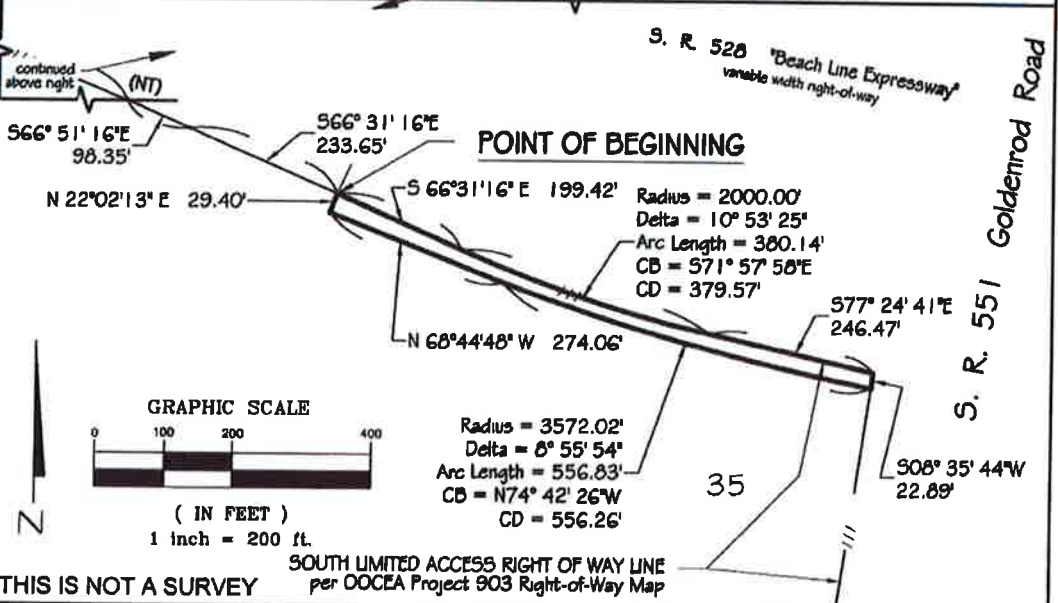 S. R. 528 "Beach Line Expressway"
variable width right-of-way
S. R. 551 Goldenrod Road
continued
above right
(NT)
S66° 51' 16"E
98.35'
S66° 31' 16"E
233.65'
POINT OF BEGINNING
N 22°02'13" E 29.40'
S 66°31'16" E 199.42'
Radius = 2000.00'
Delta = 10° 53' 25"
Arc Length = 380.14'
CB = S71° 57' 58"E
CD = 379.57'
S77° 24' 41"E
246.47'
N 68°44'48" W 274.06'
GRAPHIC SCALE
0 100 200 400
( IN FEET )
1 inch = 200 ft.
N
Radius = 3572.02'
Delta = 8° 55' 54"
Arc Length = 556.83'
CB = N74° 42' 26"W
CD = 556.26'
35
S08° 35' 44"W
22.89'
SOUTH LIMITED ACCESS RIGHT OF WAY LINE
per OOCEA Project 903 Right-of-Way Map
THIS IS NOT A SURVEY